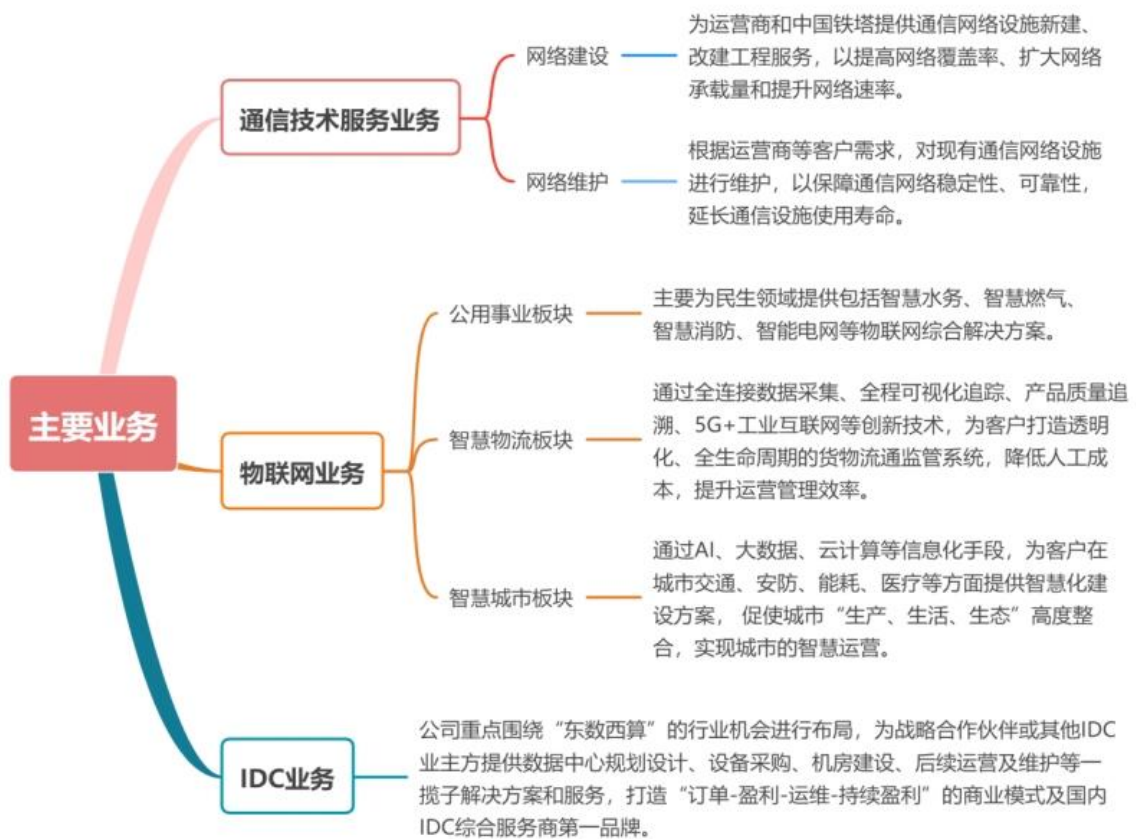 主要业务
通信技术服务业务
网络建设
为运营商和中国铁塔提供通信网络设施新建、
改建工程服务，以提高网络覆盖率、扩大网络
承载量和提升网络速率。
网络维护
根据运营商等客户需求，对现有通信网络设施
进行维护，以保障通信网络稳定性、可靠性，
延长通信设施使用寿命。
物联网业务
公用事业板块
主要为民生领域提供包括智慧水务、智慧燃气、
智慧消防、智能电网等物联网综合解决方案。
智慧物流板块
通过全连接数据采集、全程可视化追踪、产品质量追
溯、5G+工业互联网等创新技术，为客户打造透明
化、全生命周期的货物流通监管系统，降低人工成
本，提升运营管理效率。
智慧城市板块
通过AI、大数据、云计算等信息化手段，为客户在
城市交通、安防、能耗、医疗等方面提供智慧化建
设方案， 促使城市“生产、生活、生态”高度整
合，实现城市的智慧运营。
IDC业务
公司重点围绕“东数西算”的行业机会进行布局，为战略合作伙伴或其他IDC
业主方提供数据中心规划设计、设备采购、机房建设、后续运营及维护等一
揽子解决方案和服务，打造“订单-盈利-运维-持续盈利”的商业模式及国内
IDC综合服务商第一品牌。